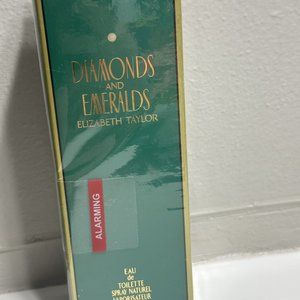 DIAMONDS
AND
EMERALDS
ELIZABETH TAYLOR
ALARMING
EAU
de
TOILETTE
SPRAY NATUREL
VAPORISATEUR